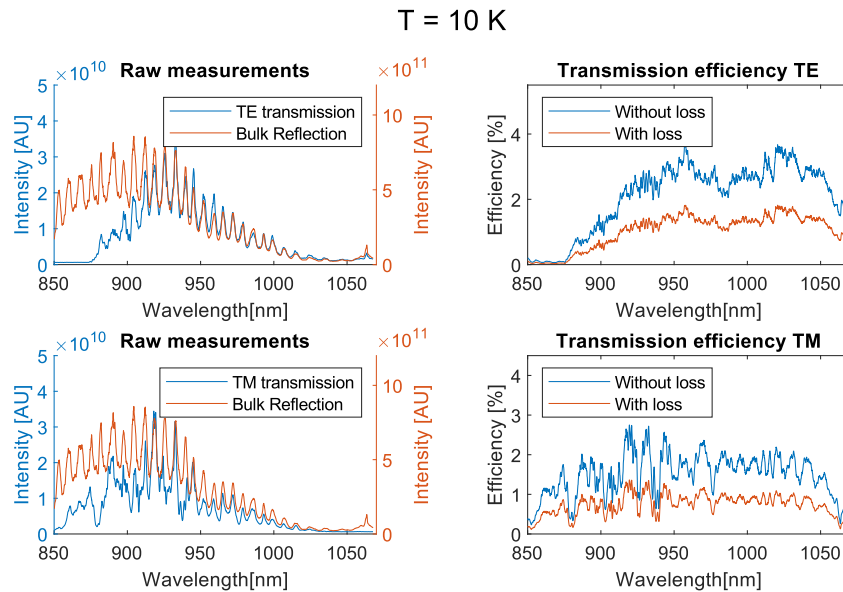 T = 10 K
Raw measurements
×10^10
×10^11
TE transmission
Bulk Reflection
Intensity [AU]
Intensity [AU]
5
4
3
2
1
0
10
5
0
850 900 950 1000 1050
Wavelength[nm]
Transmission efficiency TE
Without loss
With loss
Efficiency [%]
4
2
0
850 900 950 1000 1050
Wavelength[nm]
Raw measurements
×10^10
×10^11
TM transmission
Bulk Reflection
Intensity [AU]
Intensity [AU]
5
4
3
2
1
0
10
5
0
850 900 950 1000 1050
Wavelength[nm]
Transmission efficiency TM
Without loss
With loss
Efficiency [%]
4
3
2
1
0
850 900 950 1000 1050
Wavelength[nm]